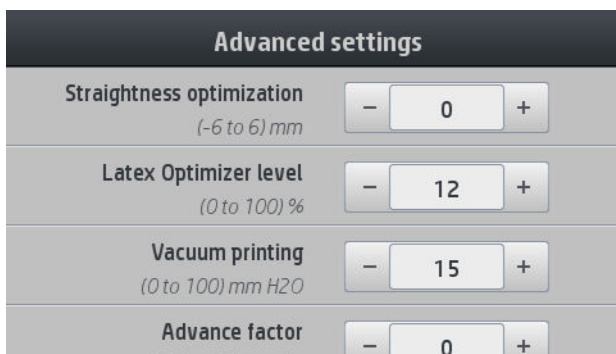 Advanced settings
Straightness optimization
− 0 +
(-6 to 6) mm
Latex Optimizer level
− 12 +
(0 to 100) %
Vacuum printing
− 15 +
(0 to 100) mm H2O
Advance factor
− 0 +